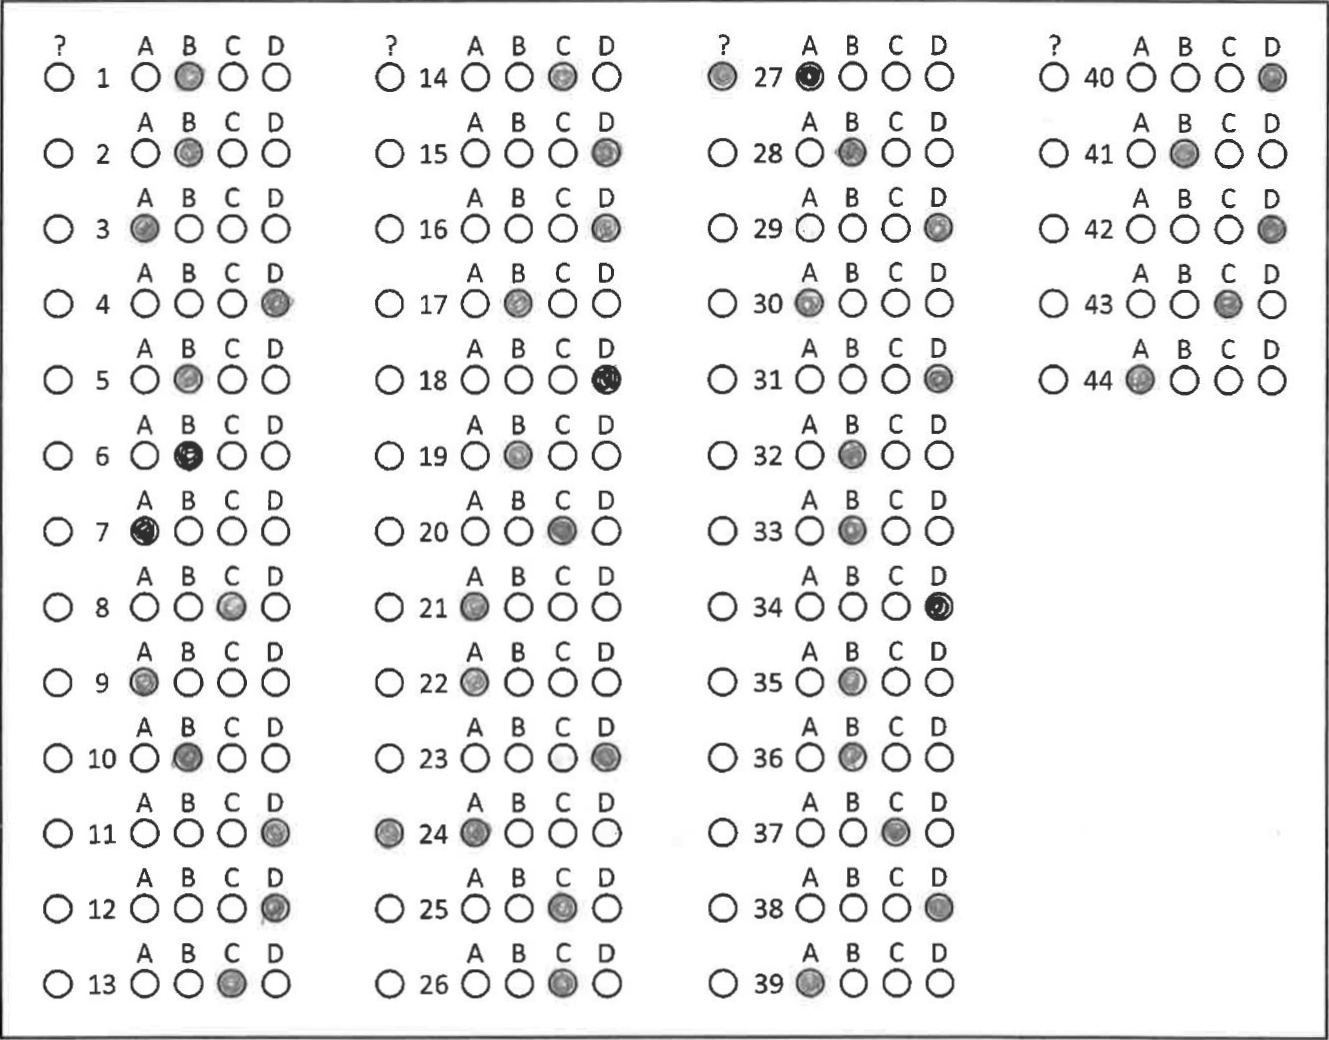 ? A B C D
1
A B C D
2
A B C D
3
A B C D
4
A B C D
5
A B C D
6
A B C D
7
A B C D
8
A B C D
9
A B C D
10
A B C D
11
A B C D
12
A B C D
13
? A B C D
14
A B C D
15
A B C D
16
A B C D
17
A B C D
18
A B C D
19
A B C D
20
A B C D
21
A B C D
22
A B C D
23
A B C D
24
A B C D
25
A B C D
26
? A B C D
27
A B C D
28
A B C D
29
A B C D
30
A B C D
31
A B C D
32
A B C D
33
A B C D
34
A B C D
35
A B C D
36
A B C D
37
A B C D
38
A B C D
39
? A B C D
40
A B C D
41
A B C D
42
A B C D
43
A B C D
44